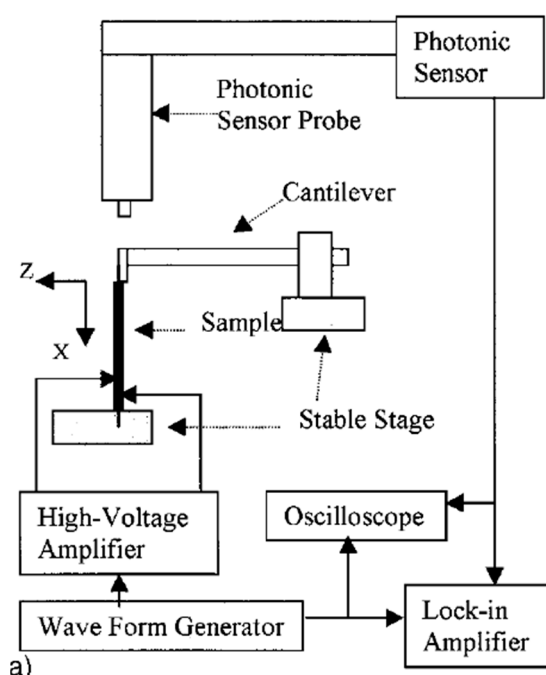 Photonic
Sensor
Photonic
Sensor Probe
Cantilever
Z
X
Sample
Stable Stage
High-Voltage
Amplifier
Oscilloscope
Wave Form Generator
Lock-in
Amplifier
a)